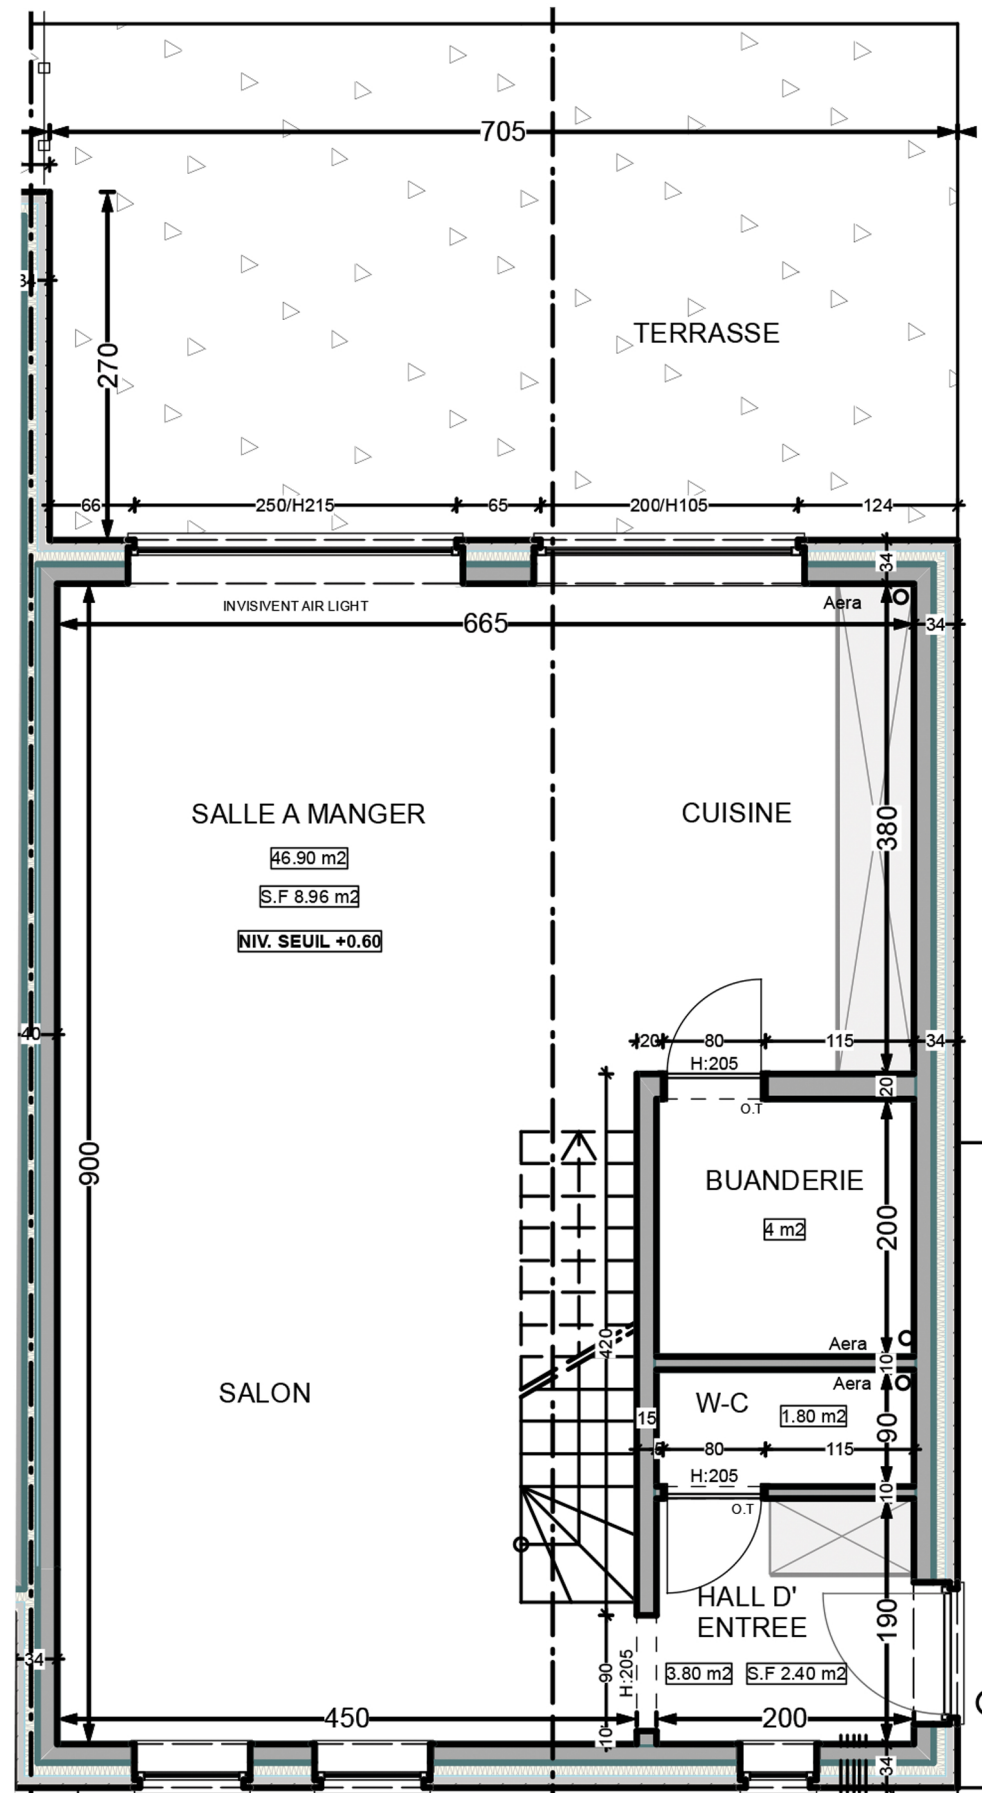 705
34
270
TERRASSE
66
250/H215
65
200/H105
124
34
INVISIVENT AIR LIGHT
Aera
665
34
SALLE A MANGER
CUISINE
380
46.90 m2
S.F 8.96 m2
NIV. SEUIL +0.60
40
20
80
115
34
H:205
20
O.T
900
BUANDERIE
4 m2
200
420
Aera
10
SALON
Aera
W-C
15
1.80 m2
90
80
115
H:205
10
O.T
HALL D'
ENTREE
190
34
90
H:205
3.80 m2
S.F 2.40 m2
450
200
10
34